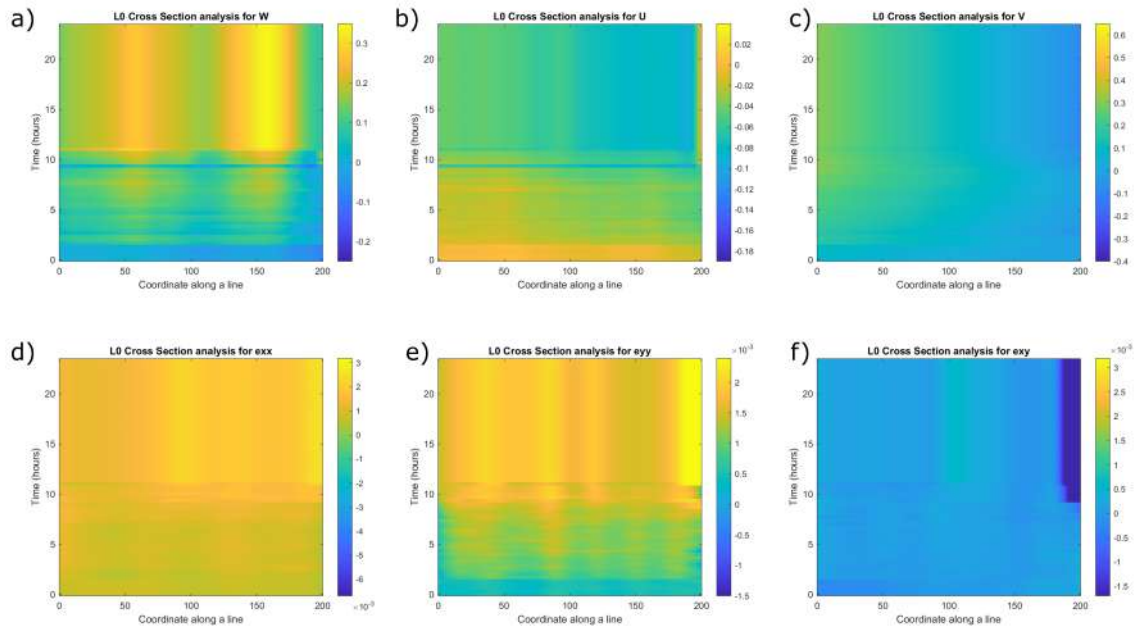 a)
L0 Cross Section analysis for W
Time (hours)
20
15
10
5
0
0 50 100 150 200
Coordinate along a line
0.3
0.2
0.1
0
-0.1
-0.2
b)
L0 Cross Section analysis for U
Time (hours)
20
15
10
5
0
0 50 100 150 200
Coordinate along a line
0.02
0
-0.02
-0.04
-0.06
-0.08
-0.1
-0.12
-0.14
-0.16
-0.18
c)
L0 Cross Section analysis for V
Time (hours)
20
15
10
5
0
0 50 100 150 200
Coordinate along a line
0.6
0.5
0.4
0.3
0.2
0.1
0
-0.1
-0.2
-0.3
-0.4
d)
L0 Cross Section analysis for exx
Time (hours)
20
15
10
5
0
0 50 100 150 200
Coordinate along a line
3
2
1
0
-1
-2
-3
-4
-5
-6
×10⁻³
e)
L0 Cross Section analysis for eyy
×10⁻³
Time (hours)
20
15
10
5
0
0 50 100 150 200
Coordinate along a line
2
1.5
1
0.5
0
-0.5
-1
-1.5
f)
L0 Cross Section analysis for exy
×10⁻³
Time (hours)
20
15
10
5
0
0 50 100 150 200
Coordinate along a line
3
2.5
2
1.5
1
0.5
0
-0.5
-1
-1.5